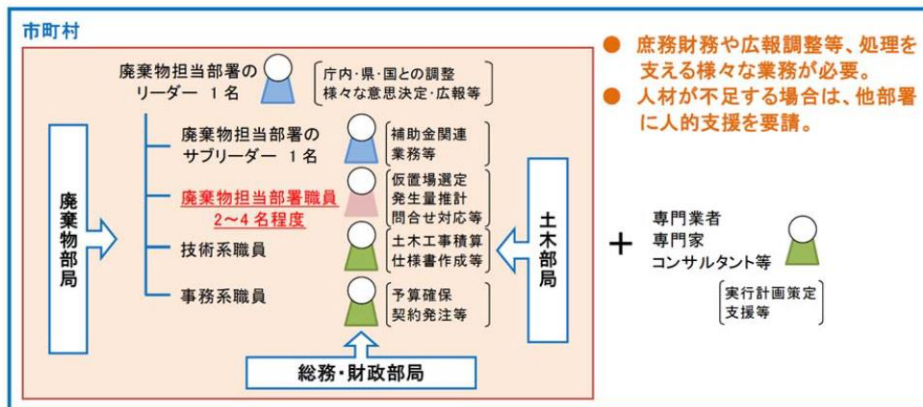 市町村
廃棄物担当部署の
リーダー 1名
庁内・県・国との調整
様々な意思決定・広報等
廃棄物担当部署の
サブリーダー 1名
補助金関連
業務等
廃棄物担当部署職員
2～4名程度
仮置場選定
発生量推計
問合せ対応等
技術系職員
土木工事積算
仕様書作成等
事務系職員
予算確保
契約発注等
廃棄物部局
土木部局
総務・財政部局
● 庶務財務や広報調整等、処理を
支える様々な業務が必要。
● 人材が不足する場合は、他部署
に人的支援を要請。
+
専門業者
専門家
コンサルタント等
実行計画策定
支援等